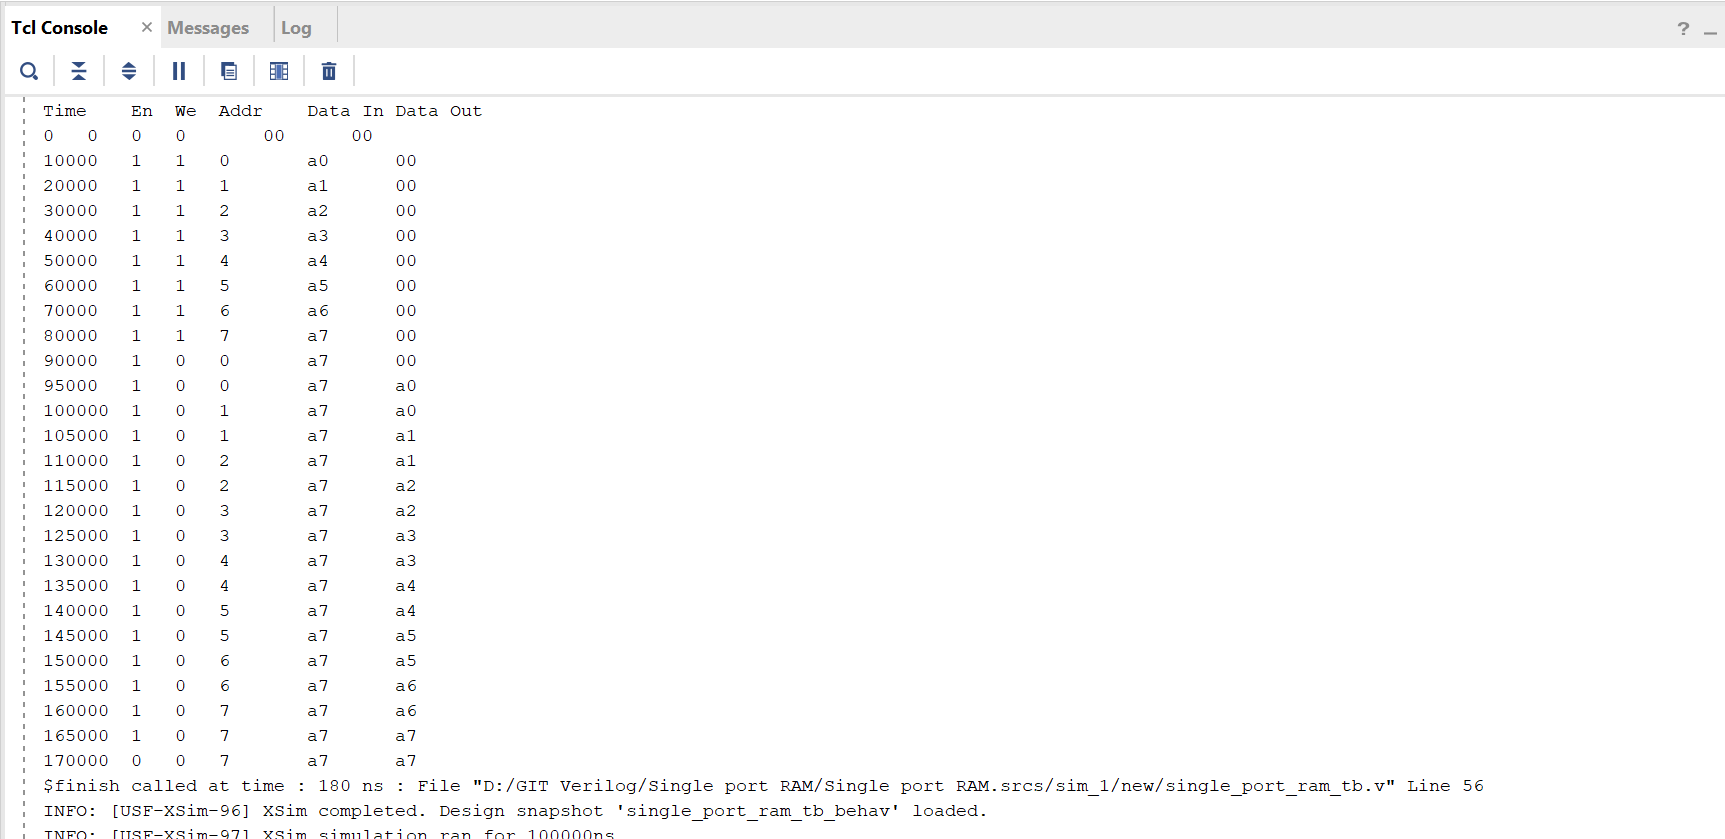 Tcl Console × Messages Log ? _
Time En We Addr Data In Data Out
0 0 0 0 00 00
10000 1 1 0 a0 00
20000 1 1 1 a1 00
30000 1 1 2 a2 00
40000 1 1 3 a3 00
50000 1 1 4 a4 00
60000 1 1 5 a5 00
70000 1 1 6 a6 00
80000 1 1 7 a7 00
90000 1 0 0 a7 00
95000 1 0 0 a7 a0
100000 1 0 1 a7 a0
105000 1 0 1 a7 a1
110000 1 0 2 a7 a1
115000 1 0 2 a7 a2
120000 1 0 3 a7 a2
125000 1 0 3 a7 a3
130000 1 0 4 a7 a3
135000 1 0 4 a7 a4
140000 1 0 5 a7 a4
145000 1 0 5 a7 a5
150000 1 0 6 a7 a5
155000 1 0 6 a7 a6
160000 1 0 7 a7 a6
165000 1 0 7 a7 a7
170000 0 0 7 a7 a7
$finish called at time : 180 ns : File "D:/GIT Verilog/Single port RAM/Single port RAM.srcs/sim_1/new/single_port_ram_tb.v" Line 56
INFO: [USF-XSim-96] XSim completed. Design snapshot 'single_port_ram_tb_behav' loaded.
INFO: [USF-XSim-97] XSim simulation ran for 100000ns